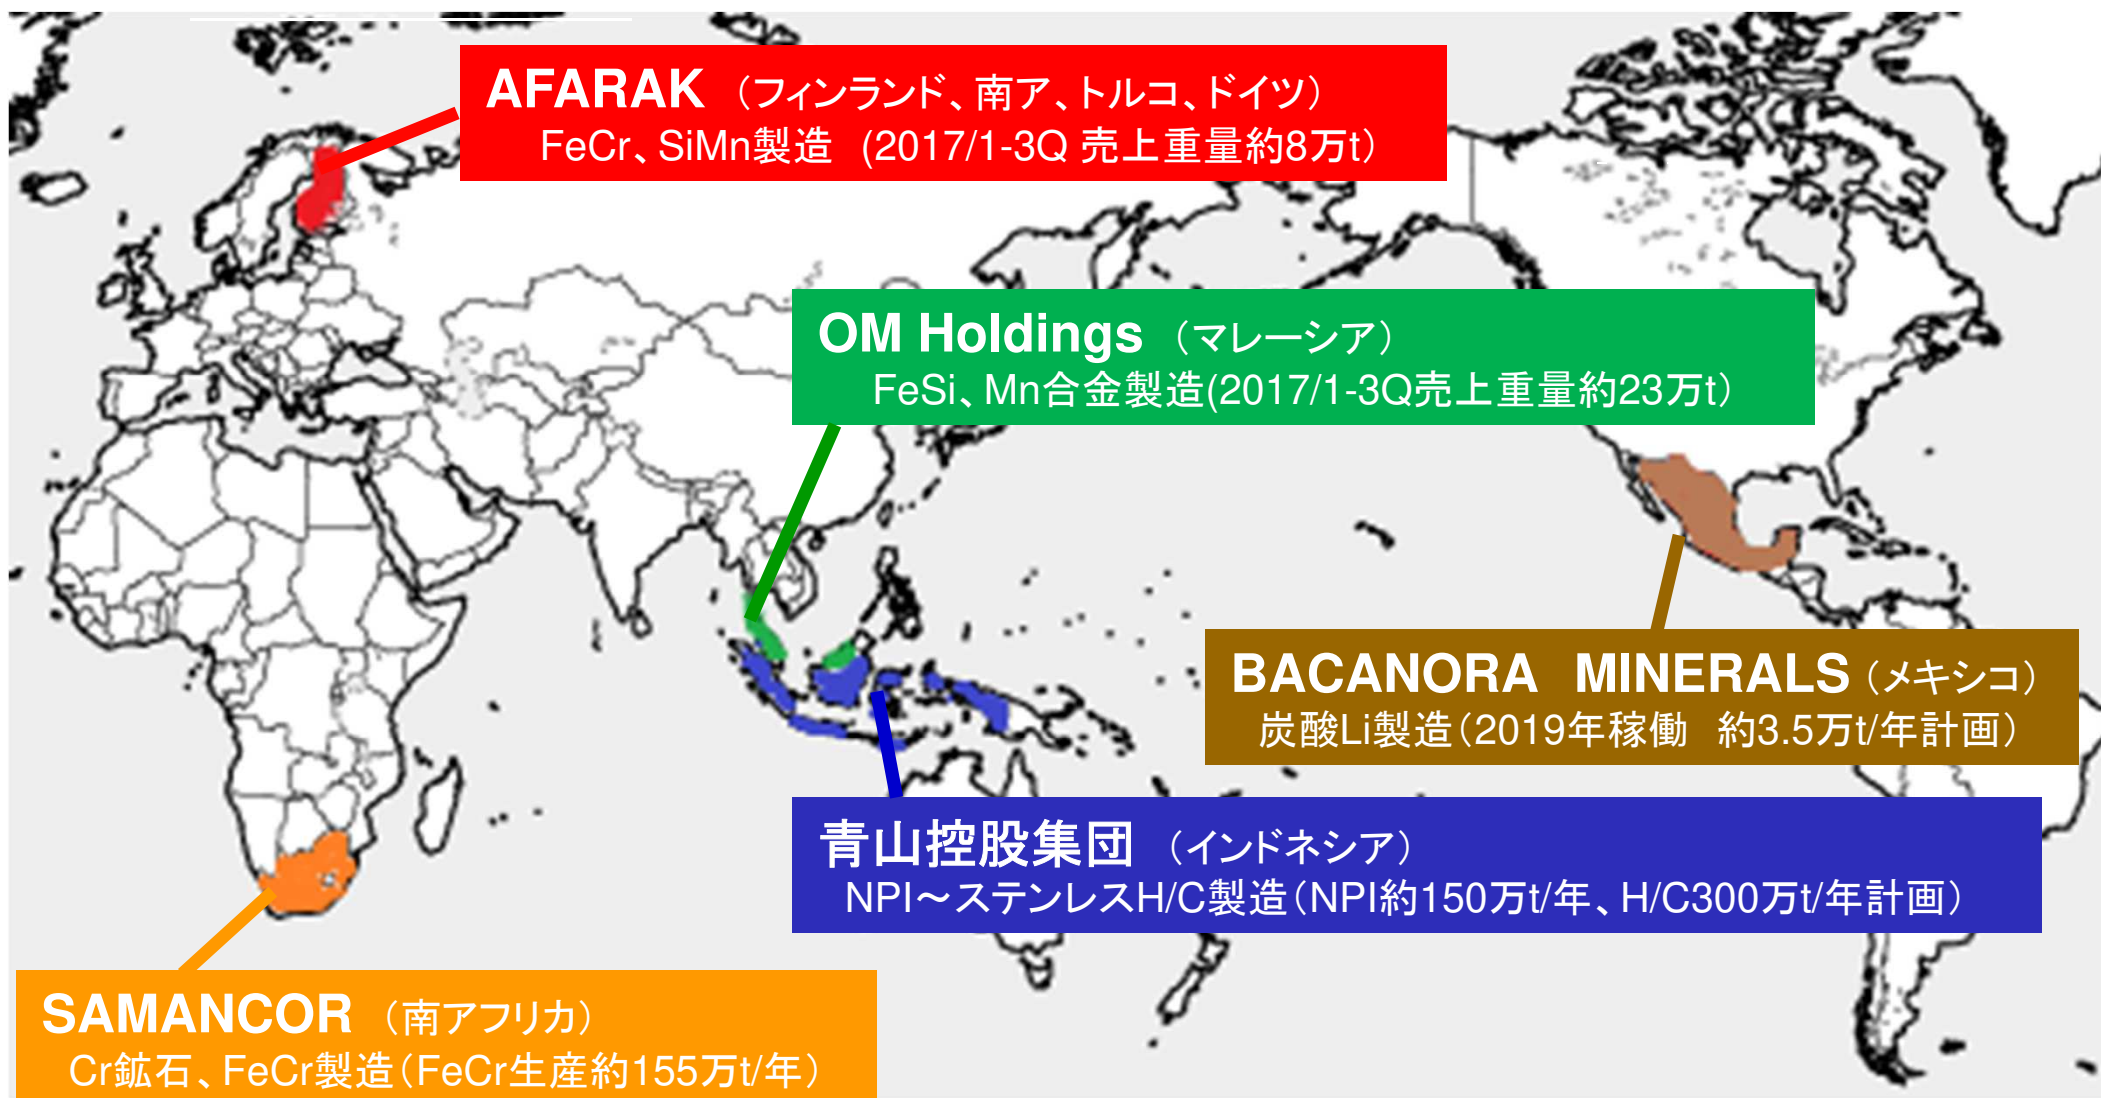 AFARAK （フィンランド、南ア、トルコ、ドイツ）
FeCr、SiMn製造 (2017/1-3Q 売上重量約8万t）
OM Holdings （マレーシア）
FeSi、Mn合金製造(2017/1-3Q売上重量約23万t）
BACANORA　MINERALS（メキシコ）
炭酸Li製造（2019年稼働　約3.5万t/年計画）
青山控股集団 （インドネシア）
NPI～ステンレスH/C製造（NPI約150万t/年、H/C300万t/年計画）
SAMANCOR （南アフリカ）
Cr鉱石、FeCr製造（FeCr生産約155万t/年）